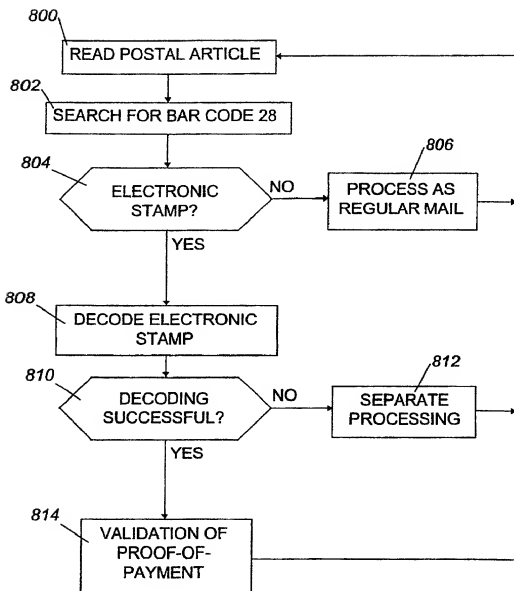 800
READ POSTAL ARTICLE
802
SEARCH FOR BAR CODE 28
804
ELECTRONIC
STAMP?
NO
806
PROCESS AS
REGULAR MAIL
YES
808
DECODE ELECTRONIC
STAMP
810
DECODING
SUCCESSFUL?
NO
812
SEPARATE
PROCESSING
YES
814
VALIDATION OF
PROOF-OF-
PAYMENT